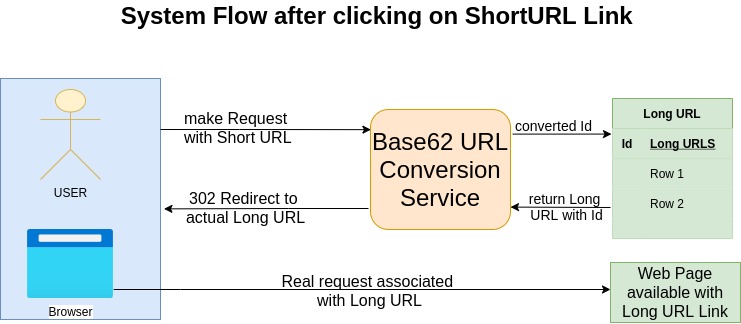 System Flow after clicking on ShortURL Link
make Request
with Short URL
Base62 URL
Conversion
Service
converted Id
Long URL
Id Long URLS
Row 1
Row 2
USER
302 Redirect to
actual Long URL
return Long
URL with Id
Browser
Real request associated
with Long URL
Web Page
available with
Long URL Link